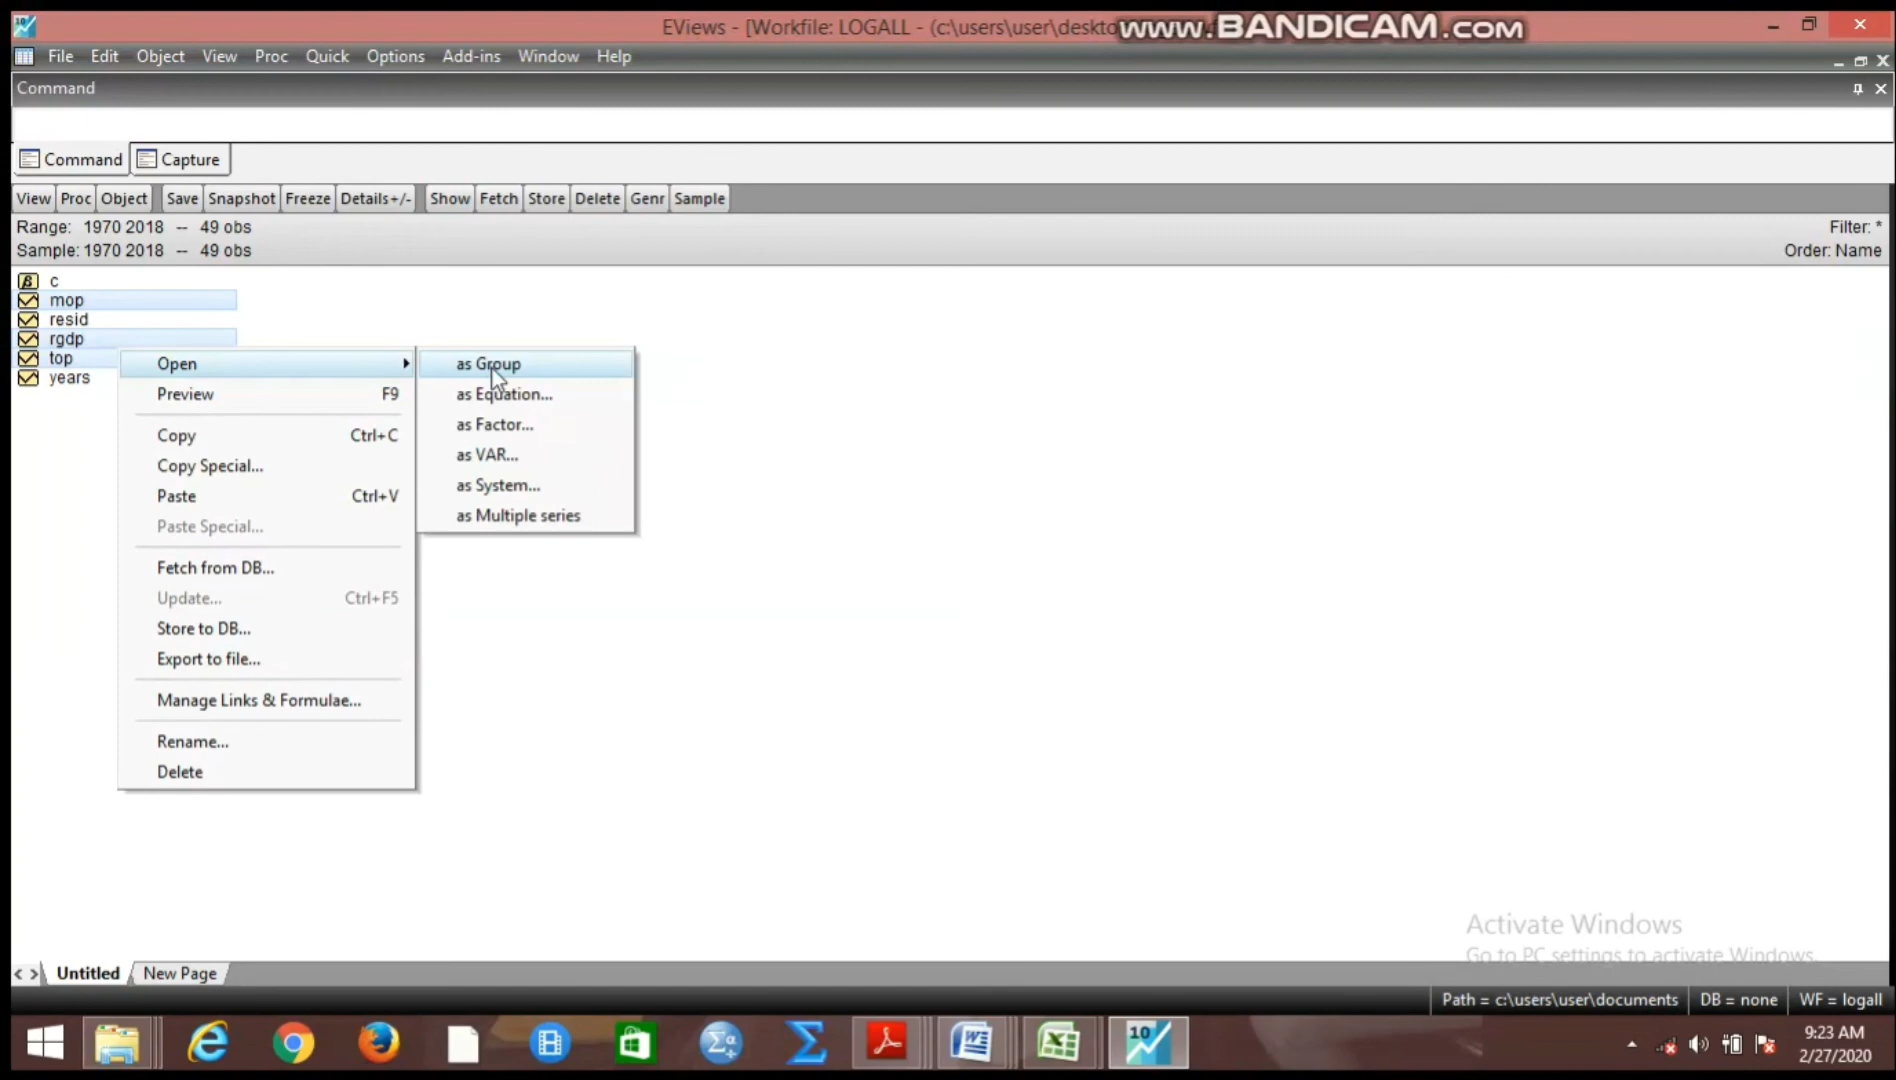 10 EViews - [Workfile: LOGALL - (c:\users\user\deskto
www.BANDICAM.com
File Edit Object View Proc Quick Options Add-ins Window Help
Command
Command Capture
View Proc Object Save Snapshot Freeze Details+/- Show Fetch Store Delete Genr Sample
Range: 1970 2018 -- 49 obs Filter: *
Sample: 1970 2018 -- 49 obs Order: Name
β c
mop
resid
rgdp
top
years
Open
Preview F9
Copy Ctrl+C
Copy Special...
Paste Ctrl+V
Paste Special...
Fetch from DB...
Update... Ctrl+F5
Store to DB...
Export to file...
Manage Links & Formulae...
Rename...
Delete
as Group
as Equation...
as Factor...
as VAR...
as System...
as Multiple series
Activate Windows
Go to PC settings to activate Windows.
Untitled New Page
Path = c:\users\user\documents DB = none WF = logall
10
9:23 AM
2/27/2020